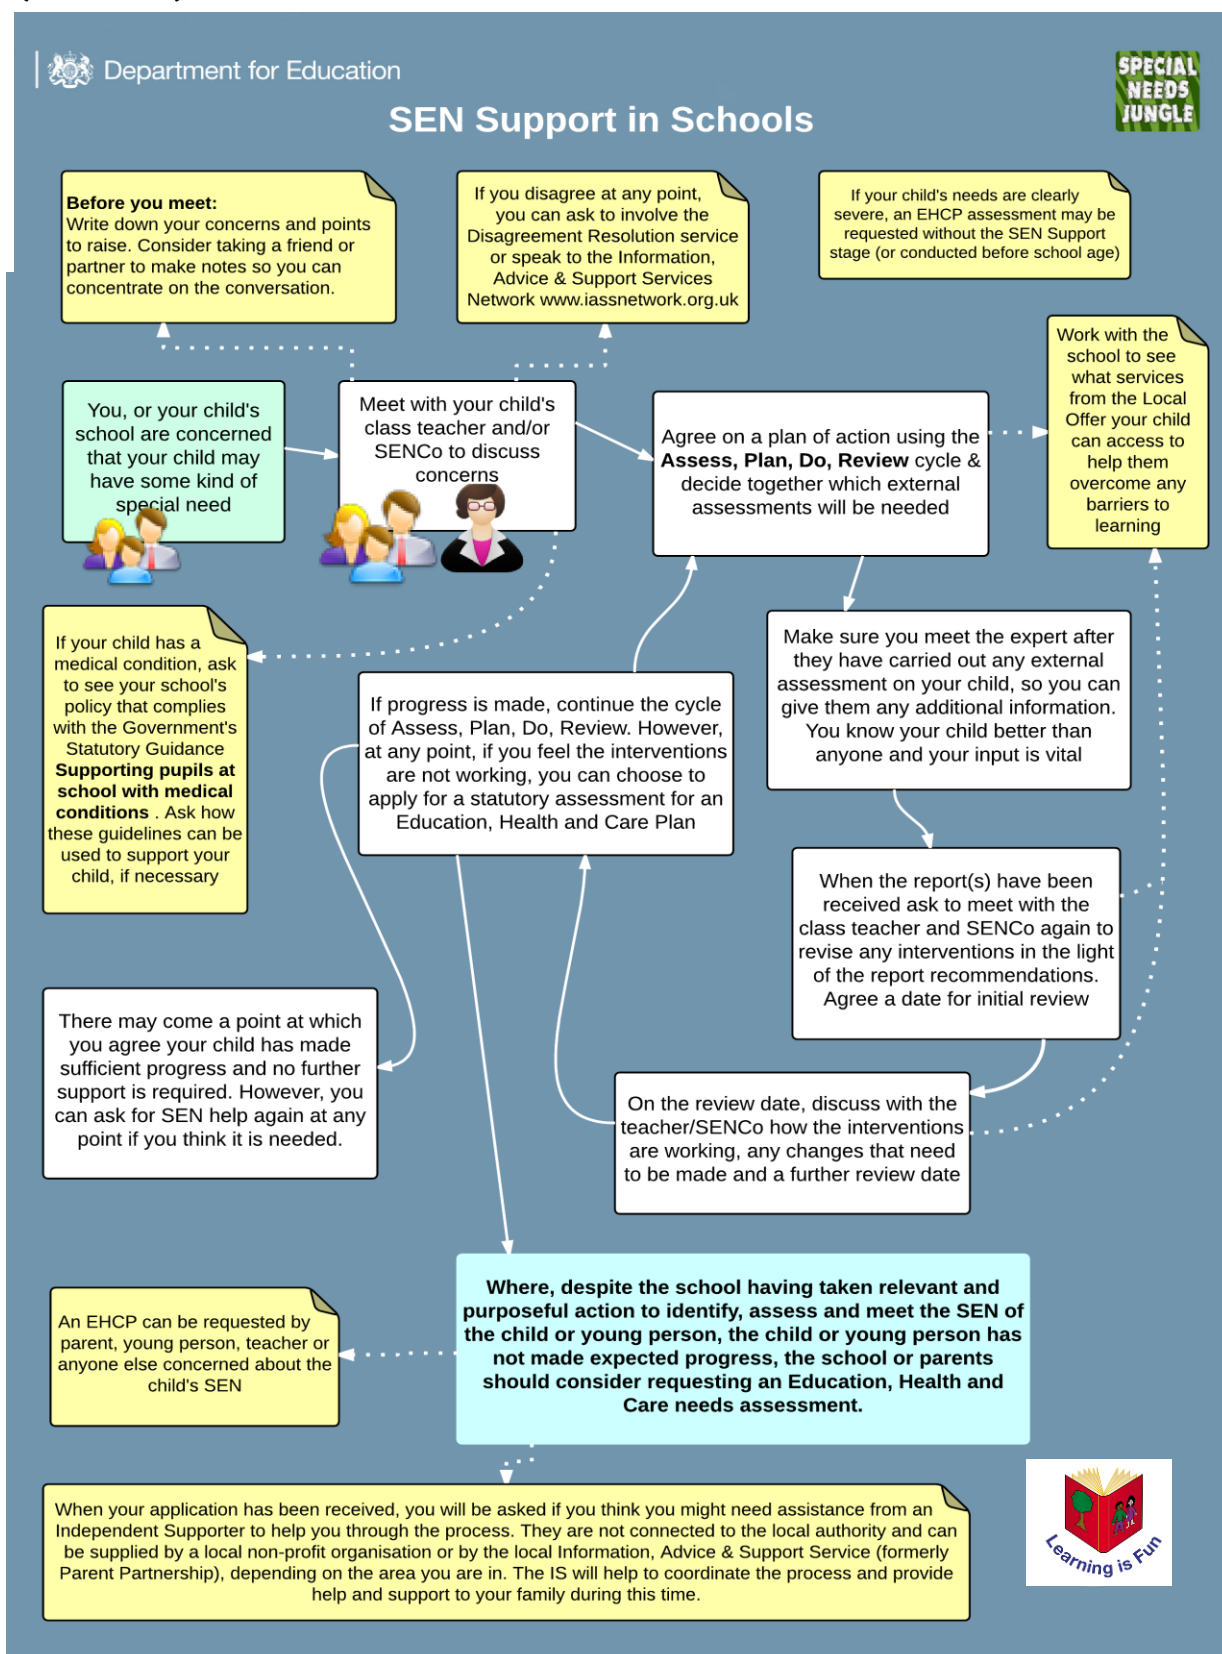 Department for Education
SPECIAL
NEEDS
JUNGLE
SEN Support in Schools
Before you meet:
Write down your concerns and points
to raise. Consider taking a friend or
partner to make notes so you can
concentrate on the conversation.
If you disagree at any point,
you can ask to involve the
Disagreement Resolution service
or speak to the Information,
Advice & Support Services
Network www.iassnetwork.org.uk
If your child's needs are clearly
severe, an EHCP assessment may be
requested without the SEN Support
stage (or conducted before school age)
You, or your child's
school are concerned
that your child may
have some kind of
special need
Meet with your child's
class teacher and/or
SENCo to discuss
concerns
Agree on a plan of action using the
Assess, Plan, Do, Review cycle &
decide together which external
assessments will be needed
Work with the
school to see
what services
from the Local
Offer your child
can access to
help them
overcome any
barriers to
learning
If your child has a
medical condition, ask
to see your school's
policy that complies
with the Government's
Statutory Guidance
Supporting pupils at
school with medical
conditions . Ask how
these guidelines can be
used to support your
child, if necessary
If progress is made, continue the cycle
of Assess, Plan, Do, Review. However,
at any point, if you feel the interventions
are not working, you can choose to
apply for a statutory assessment for an
Education, Health and Care Plan
Make sure you meet the expert after
they have carried out any external
assessment on your child, so you can
give them any additional information.
You know your child better than
anyone and your input is vital
When the report(s) have been
received ask to meet with the
class teacher and SENCo again to
revise any interventions in the light
of the report recommendations.
Agree a date for initial review
There may come a point at which
you agree your child has made
sufficient progress and no further
support is required. However, you
can ask for SEN help again at any
point if you think it is needed.
On the review date, discuss with the
teacher/SENCo how the interventions
are working, any changes that need
to be made and a further review date
Where, despite the school having taken relevant and
purposeful action to identify, assess and meet the SEN of
the child or young person, the child or young person has
not made expected progress, the school or parents
should consider requesting an Education, Health and
Care needs assessment.
An EHCP can be requested by
parent, young person, teacher or
anyone else concerned about the
child's SEN
When your application has been received, you will be asked if you think you might need assistance from an
Independent Supporter to help you through the process. They are not connected to the local authority and can
be supplied by a local non-profit organisation or by the local Information, Advice & Support Service (formerly
Parent Partnership), depending on the area you are in. The IS will help to coordinate the process and provide
help and support to your family during this time.
Learning is Fun